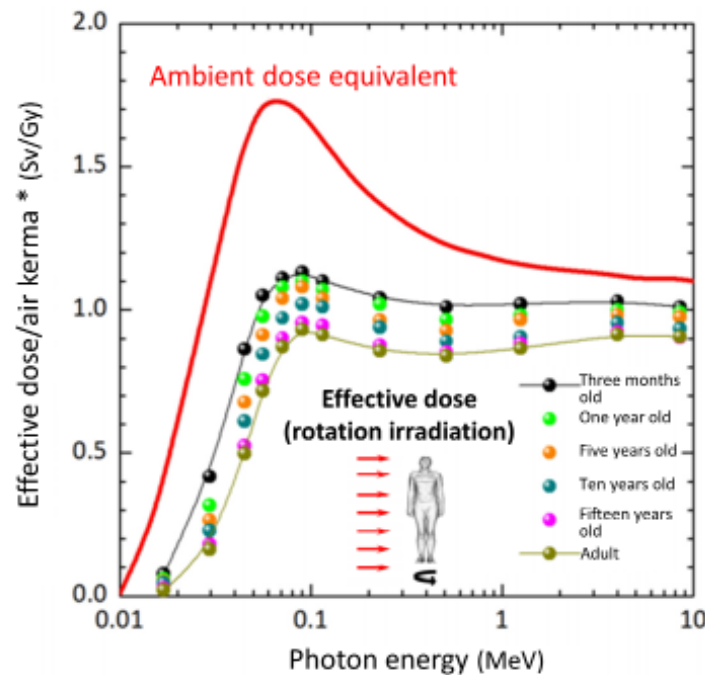 2.0
Ambient dose equivalent
1.5
1.0
0.5
0.0
Effective dose/air kerma * (Sv/Gy)
Effective dose
(rotation irradiation)
Three months
old
One year old
Five years old
Ten years old
Fifteen years
old
Adult
0.01
0.1
1
10
Photon energy (MeV)